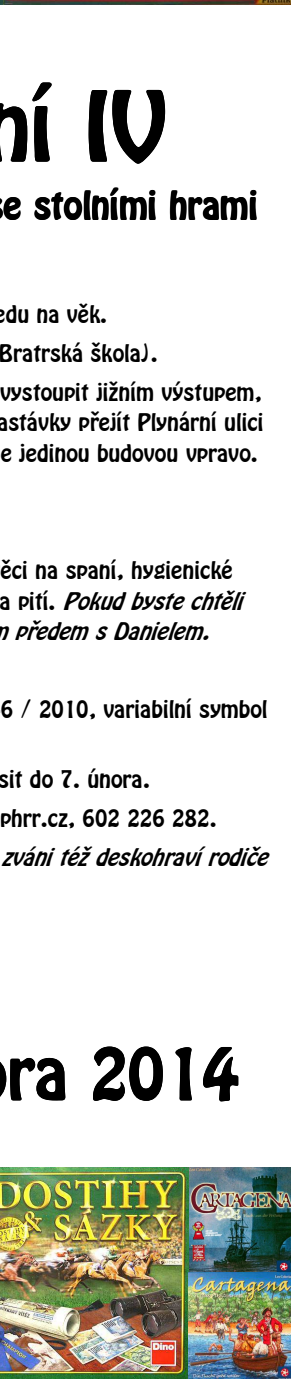 ní IV
se stolními hrami
edu na věk.
Bratrská škola).
vystoupit jižním výstupem,
astávky přejít Plynární ulici
e jedinou budovou vpravo.
ěci na spaní, hygienické
a pití. Pokud byste chtěli
m předem s Danielem.
6 / 2010, variabilní symbol
sit do 7. února.
phrr.cz, 602 226 282.
zváni též deskohraví rodiče
ora 2014
DOSTIHY
& SÁZKY
Dino
CARTAGENA
Cartagena